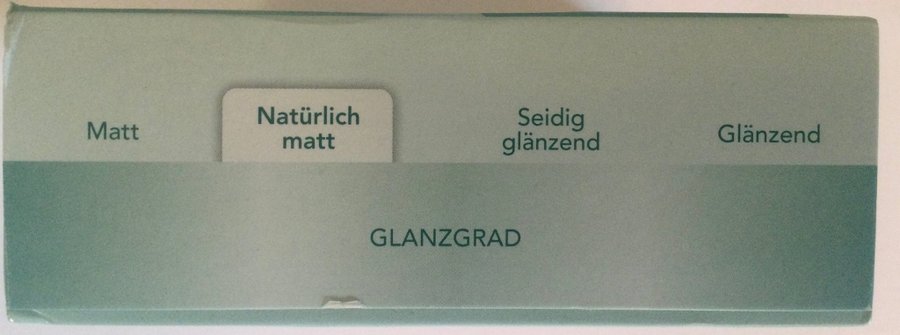 Matt
Natürlich
matt
Seidig
glänzend
Glänzend
GLANZGRAD